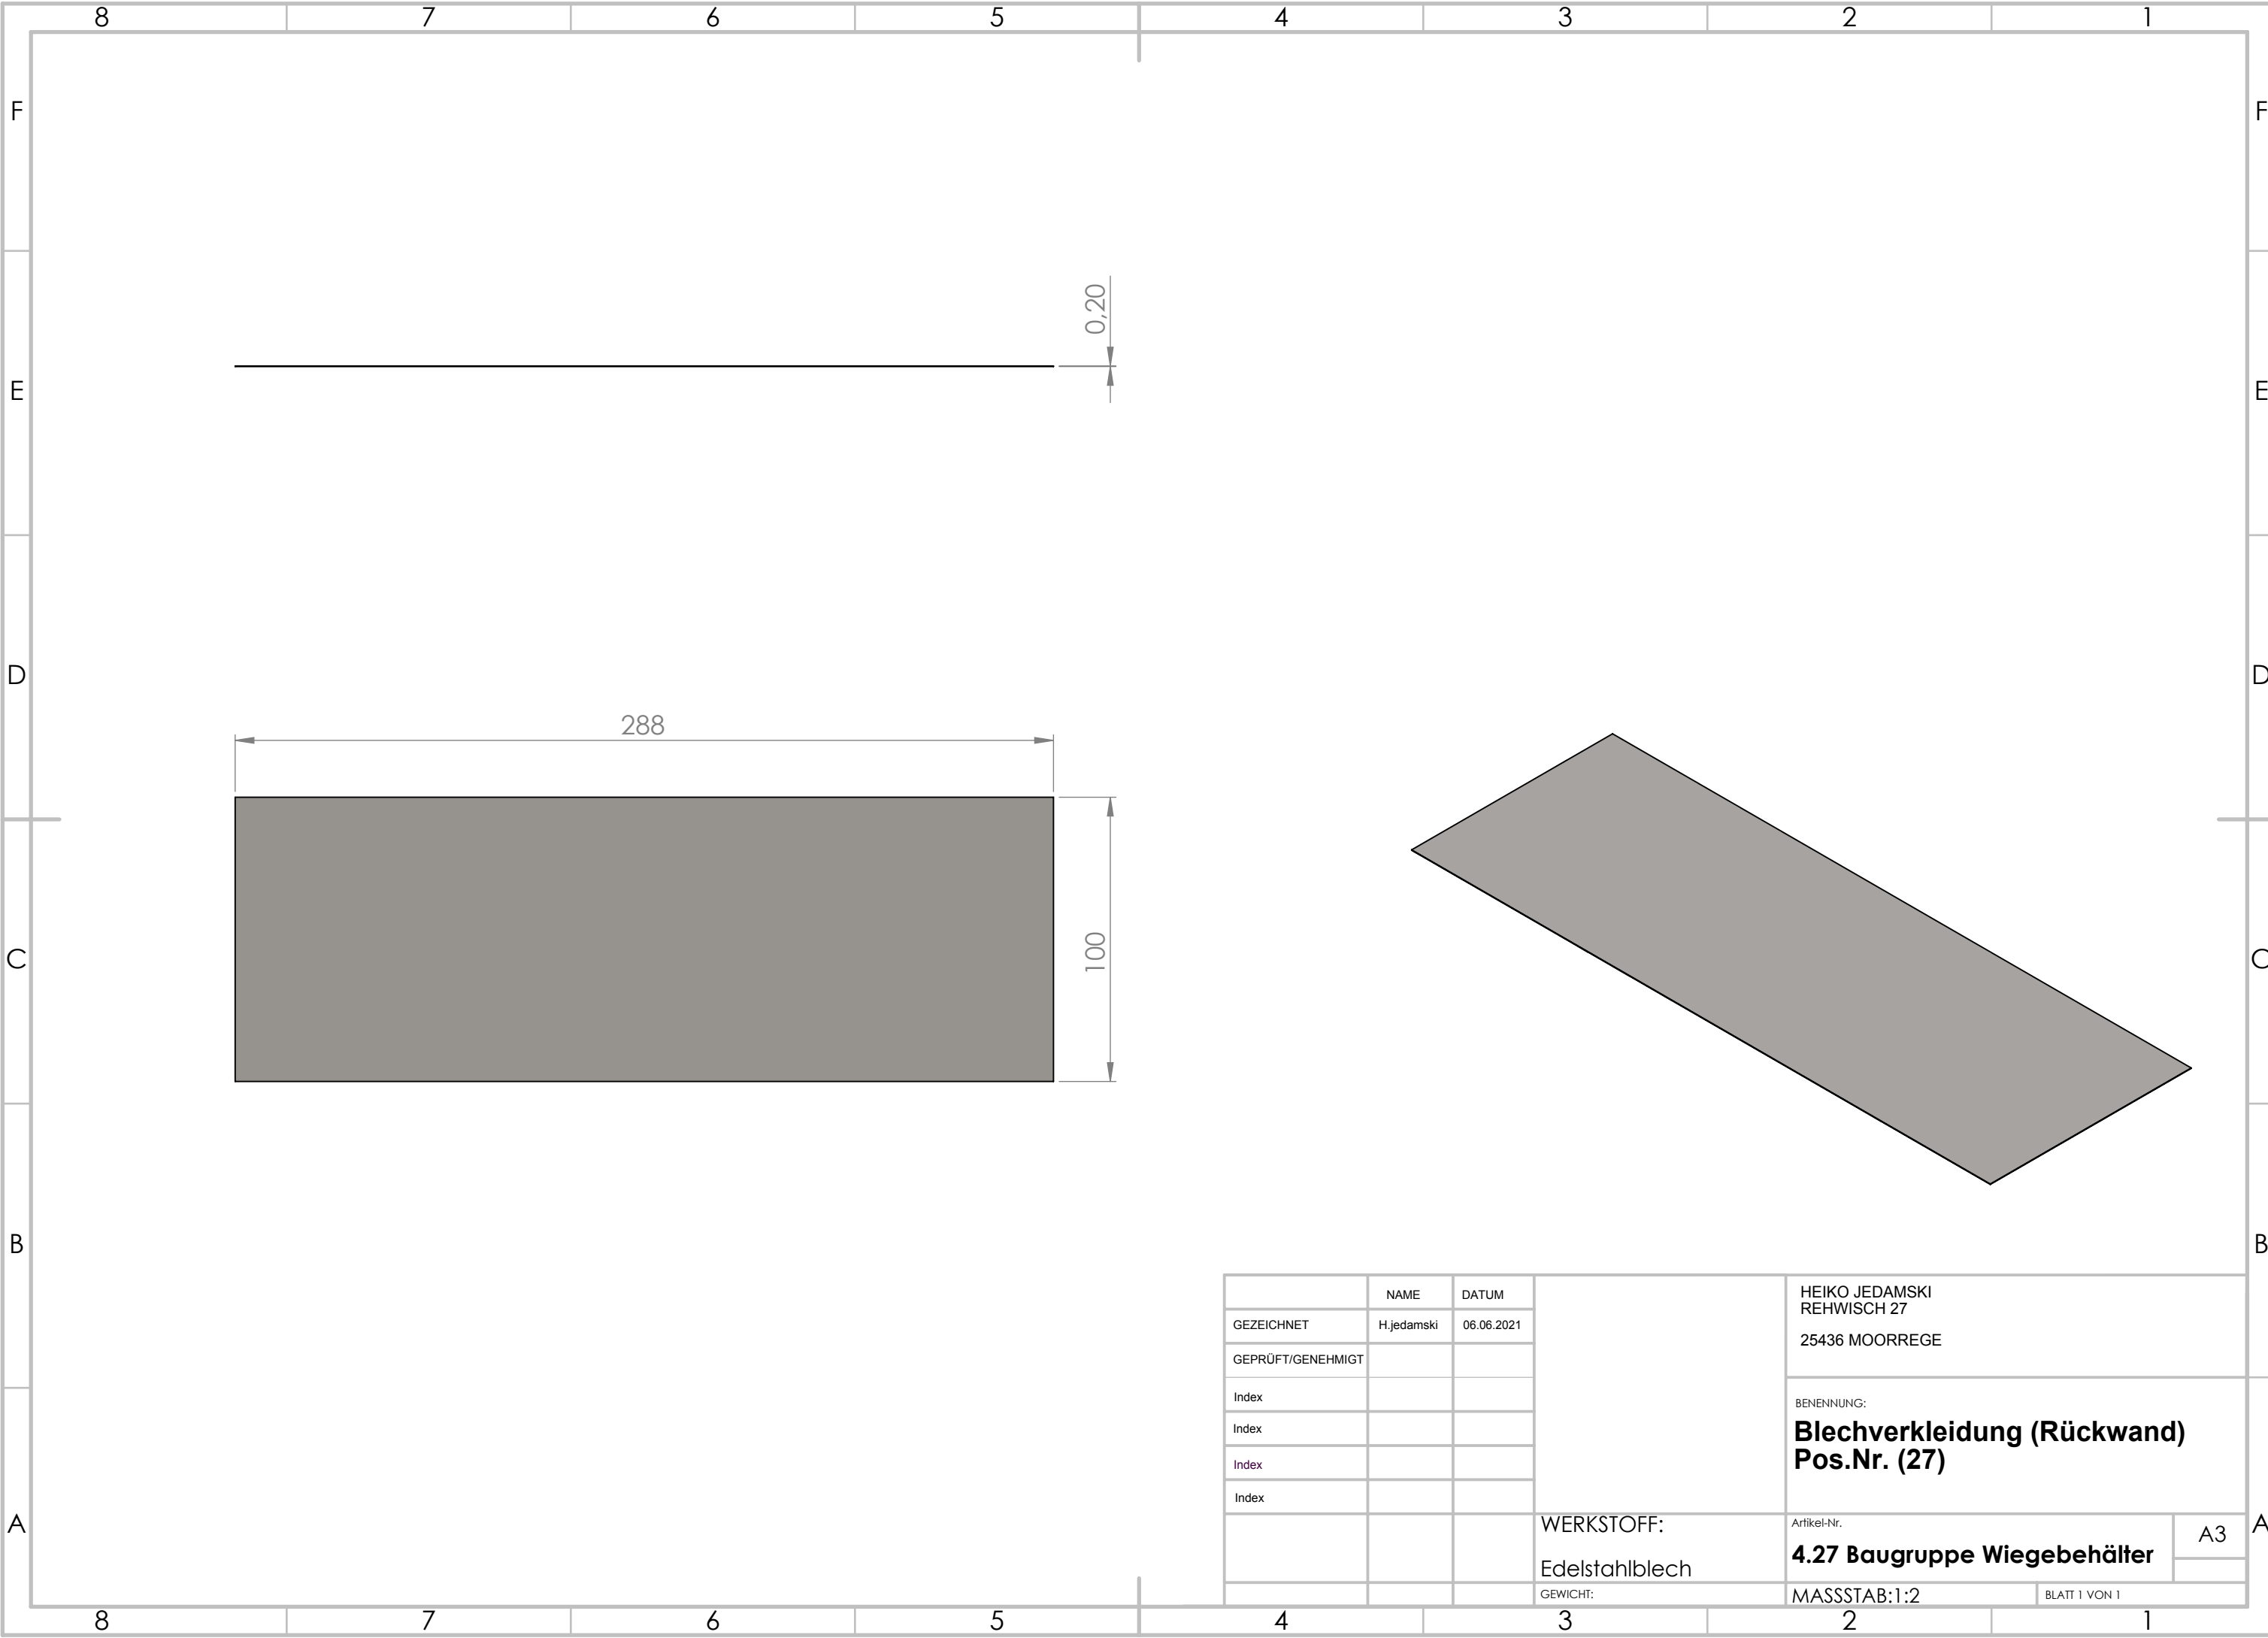 8 7 6 5 4 3 2 1
F F
0,20
E E
D D
288
100
C C
B B
NAME DATUM
GEZEICHNET H.jedamski 06.06.2021
GEPRÜFT/GENEHMIGT
Index
Index
Index
Index
HEIKO JEDAMSKI
REHWISCH 27
25436 MOORREGE
BENENNUNG:
Blechverkleidung (Rückwand)
Pos.Nr. (27)
A A
WERKSTOFF:
Edelstahlblech
Artikel-Nr.
4.27 Baugruppe Wiegebehälter
A3
GEWICHT:
MASSSTAB:1:2
BLATT 1 VON 1
8 7 6 5 4 3 2 1